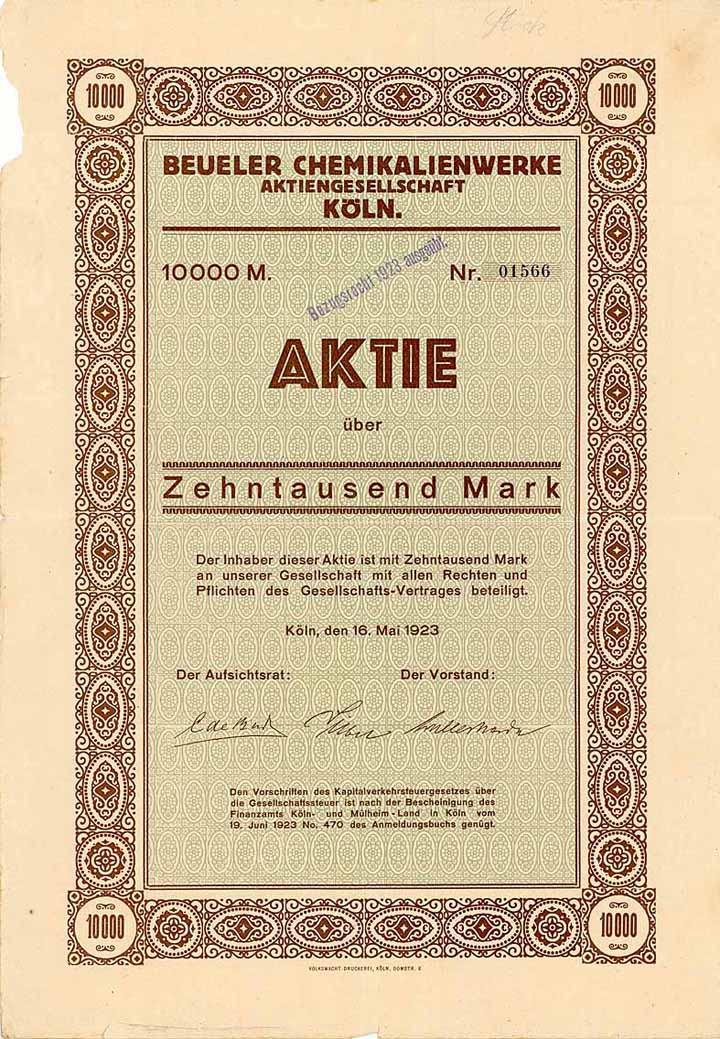 10000
10000
BEUELER CHEMIKALIENWERKE
AKTIENGESELLSCHAFT
KÖLN.
10000 M.
Nr. 01566
Bezugsrecht 1923 ausgeübt.
AKTIE
über
Zehntausend Mark
Der Inhaber dieser Aktie ist mit Zehntausend Mark
an unserer Gesellschaft mit allen Rechten und
Pflichten des Gesellschafts-Vertrages beteiligt.
Köln, den 16. Mai 1923
Der Aufsichtsrat:
Der Vorstand:
Den Vorschriften des Kapitalverkehrsteuergesetzes über
die Gesellschaftssteuer ist nach der Bescheinigung des
Finanzamts Köln- und Mülheim-Land in Köln vom
19. Juni 1923 No. 470 des Anmeldungsbuchs genügt.
10000
10000
VOLKSWACHT-DRUCKEREI, KÖLN, DOMSTR.